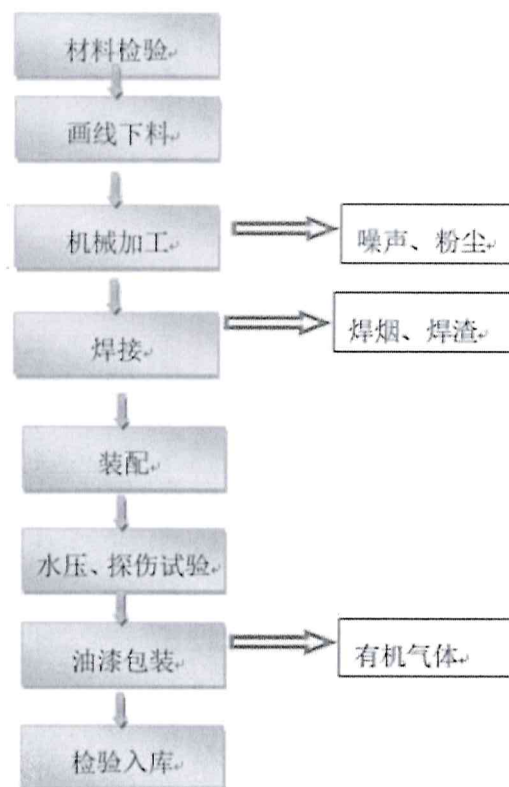 材料检验
画线下料
机械加工
噪声、粉尘
焊接
焊烟、焊渣
装配
水压、探伤试验
油漆包装
有机气体
检验入库